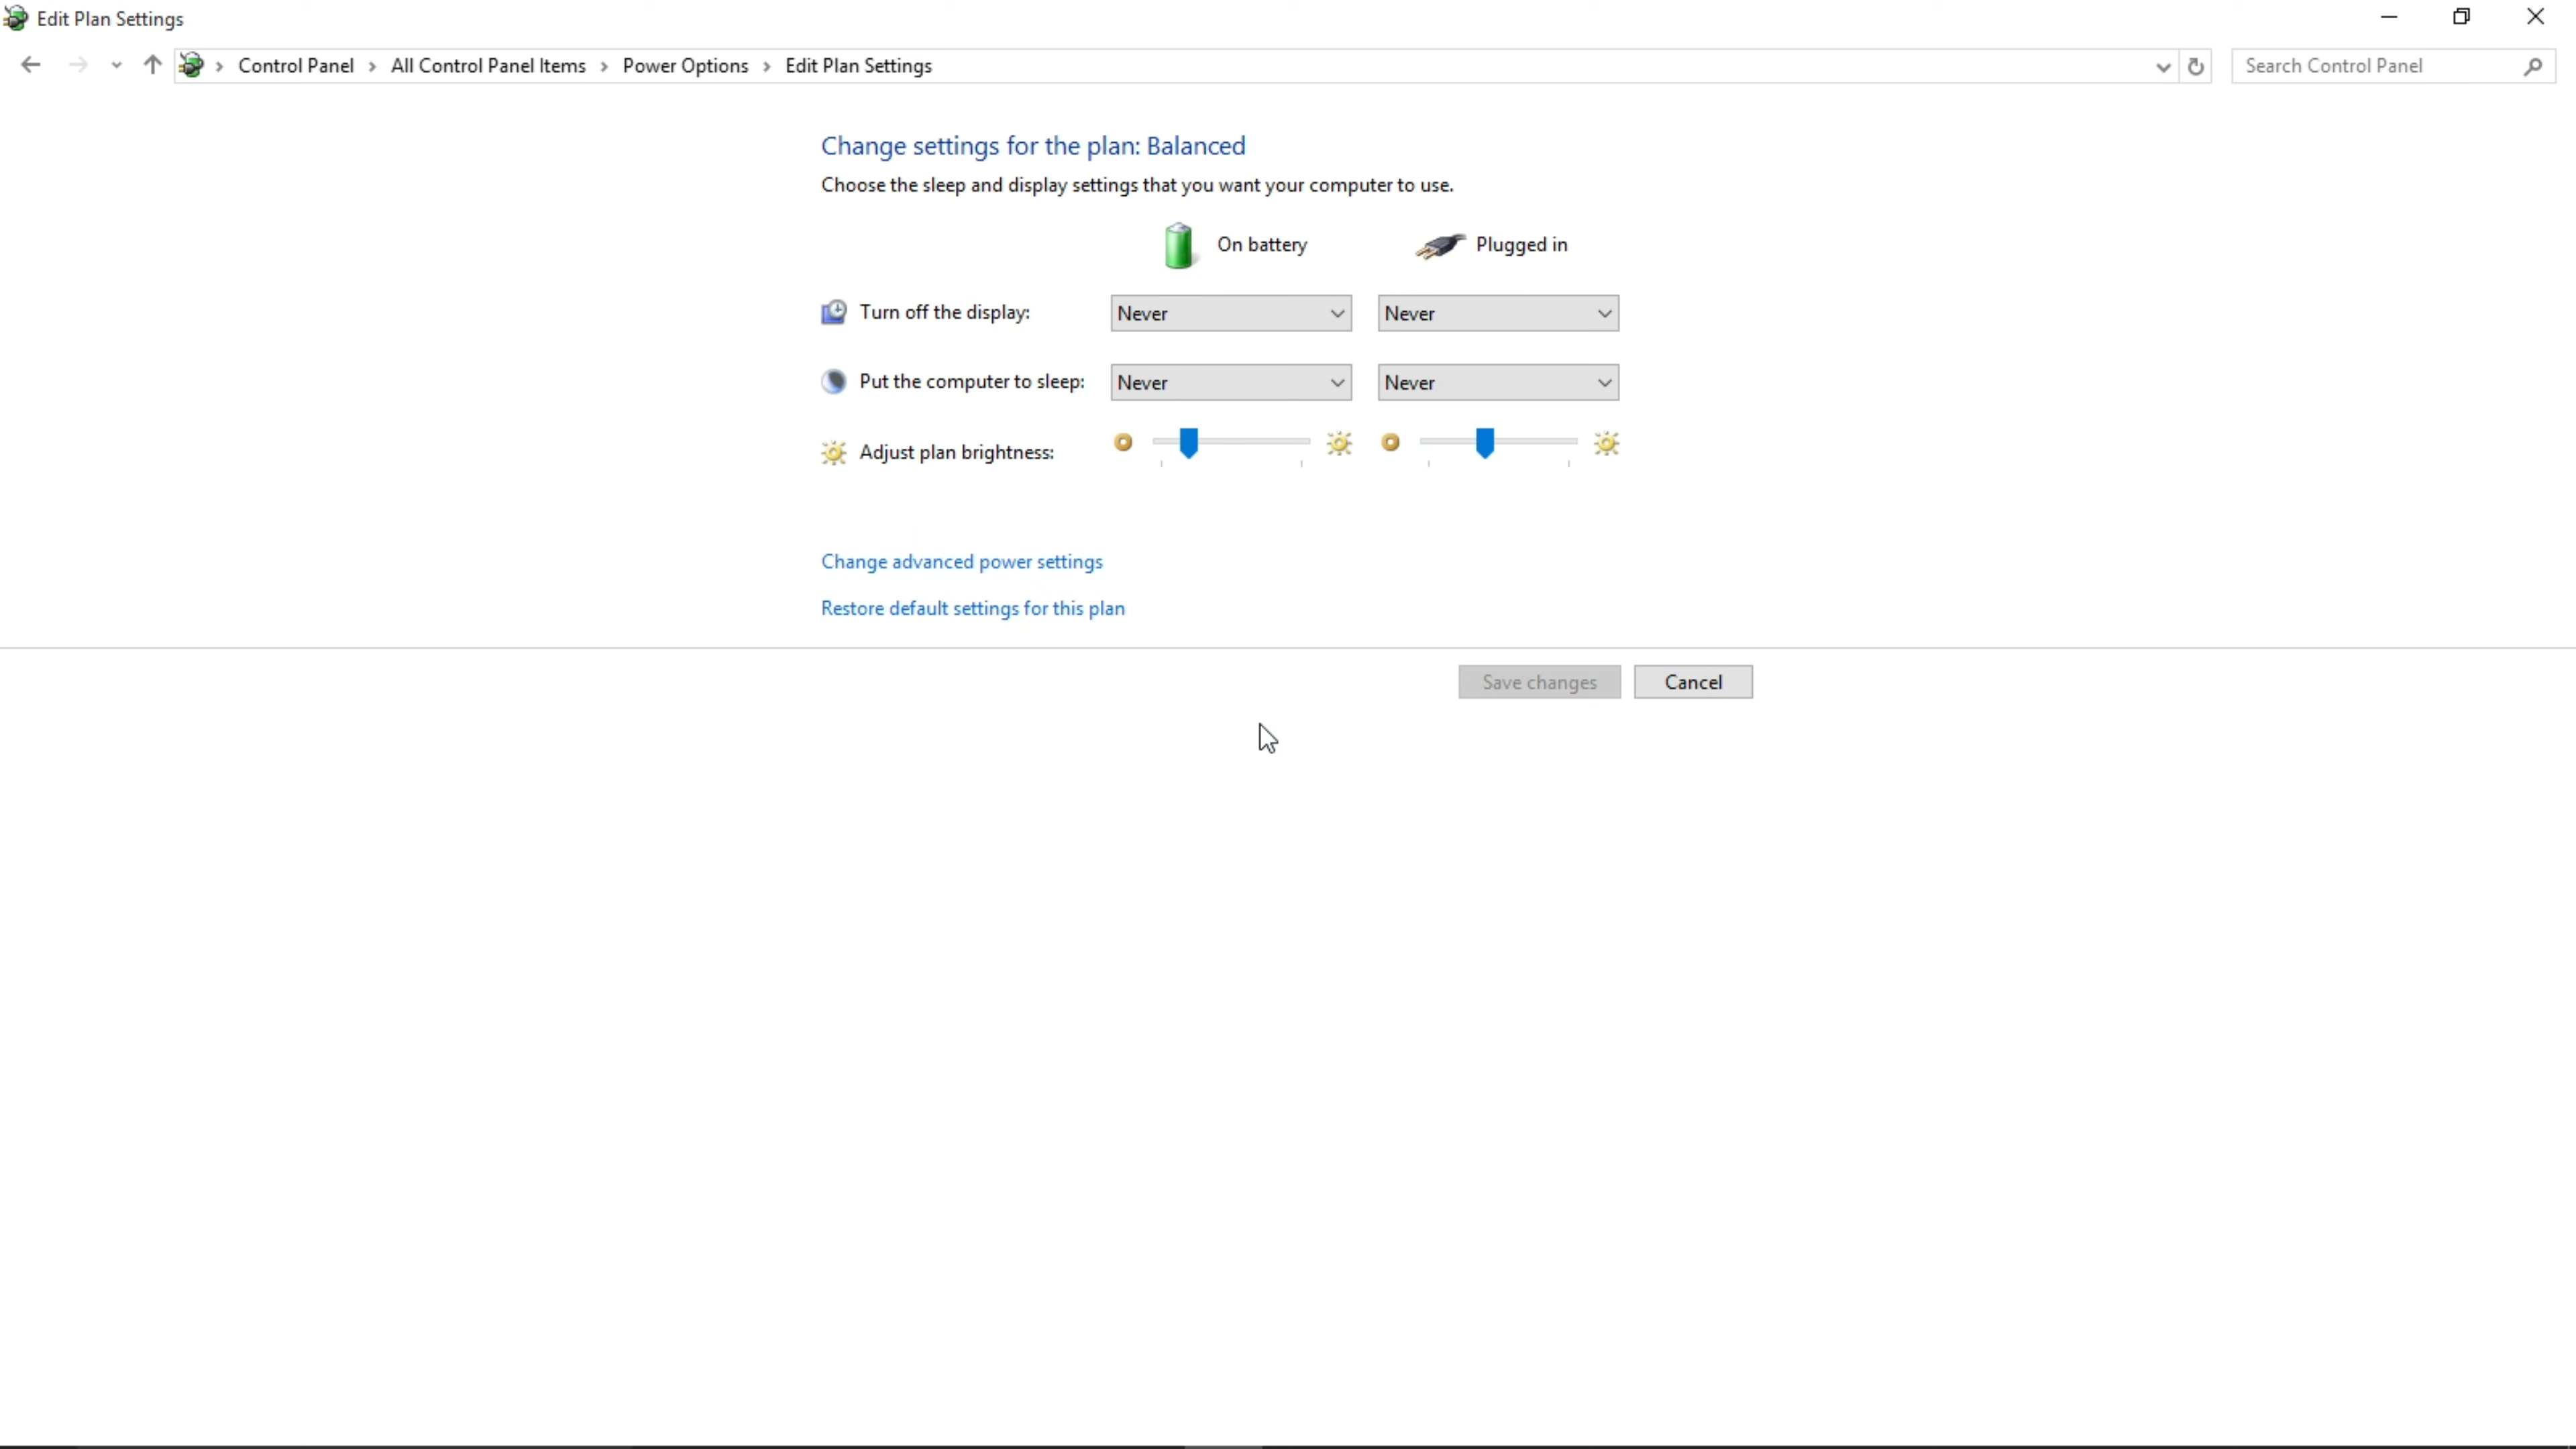 Edit Plan Settings
Control Panel > All Control Panel Items > Power Options > Edit Plan Settings
Search Control Panel
Change settings for the plan: Balanced
Choose the sleep and display settings that you want your computer to use.
On battery Plugged in
Turn off the display: Never Never
Put the computer to sleep: Never Never
Adjust plan brightness:
Change advanced power settings
Restore default settings for this plan
Save changes Cancel